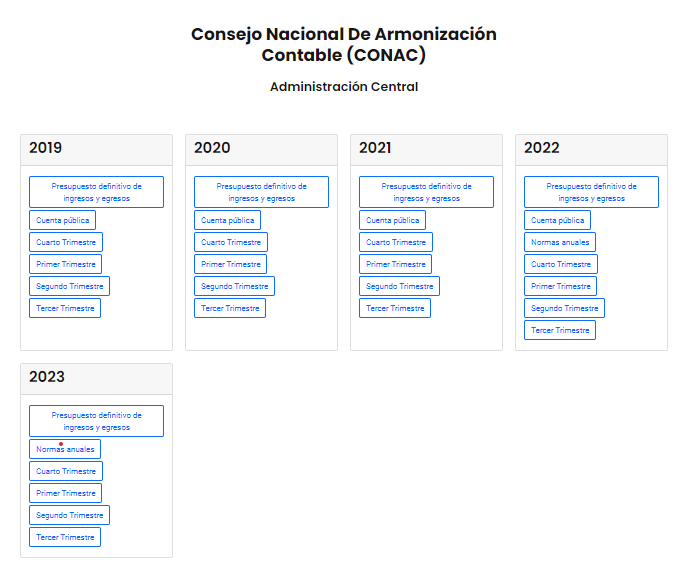 Consejo Nacional De Armonización
Contable (CONAC)
Administración Central
2019
Presupuesto definitivo de
ingresos y egresos
Cuenta pública
Cuarto Trimestre
Primer Trimestre
Segundo Trimestre
Tercer Trimestre
2020
Presupuesto definitivo de
ingresos y egresos
Cuenta pública
Cuarto Trimestre
Primer Trimestre
Segundo Trimestre
Tercer Trimestre
2021
Presupuesto definitivo de
ingresos y egresos
Cuenta pública
Cuarto Trimestre
Primer Trimestre
Segundo Trimestre
Tercer Trimestre
2022
Presupuesto definitivo de
ingresos y egresos
Cuenta pública
Normas anuales
Cuarto Trimestre
Primer Trimestre
Segundo Trimestre
Tercer Trimestre
2023
Presupuesto definitivo de
ingresos y egresos
Normas anuales
Cuarto Trimestre
Primer Trimestre
Segundo Trimestre
Tercer Trimestre